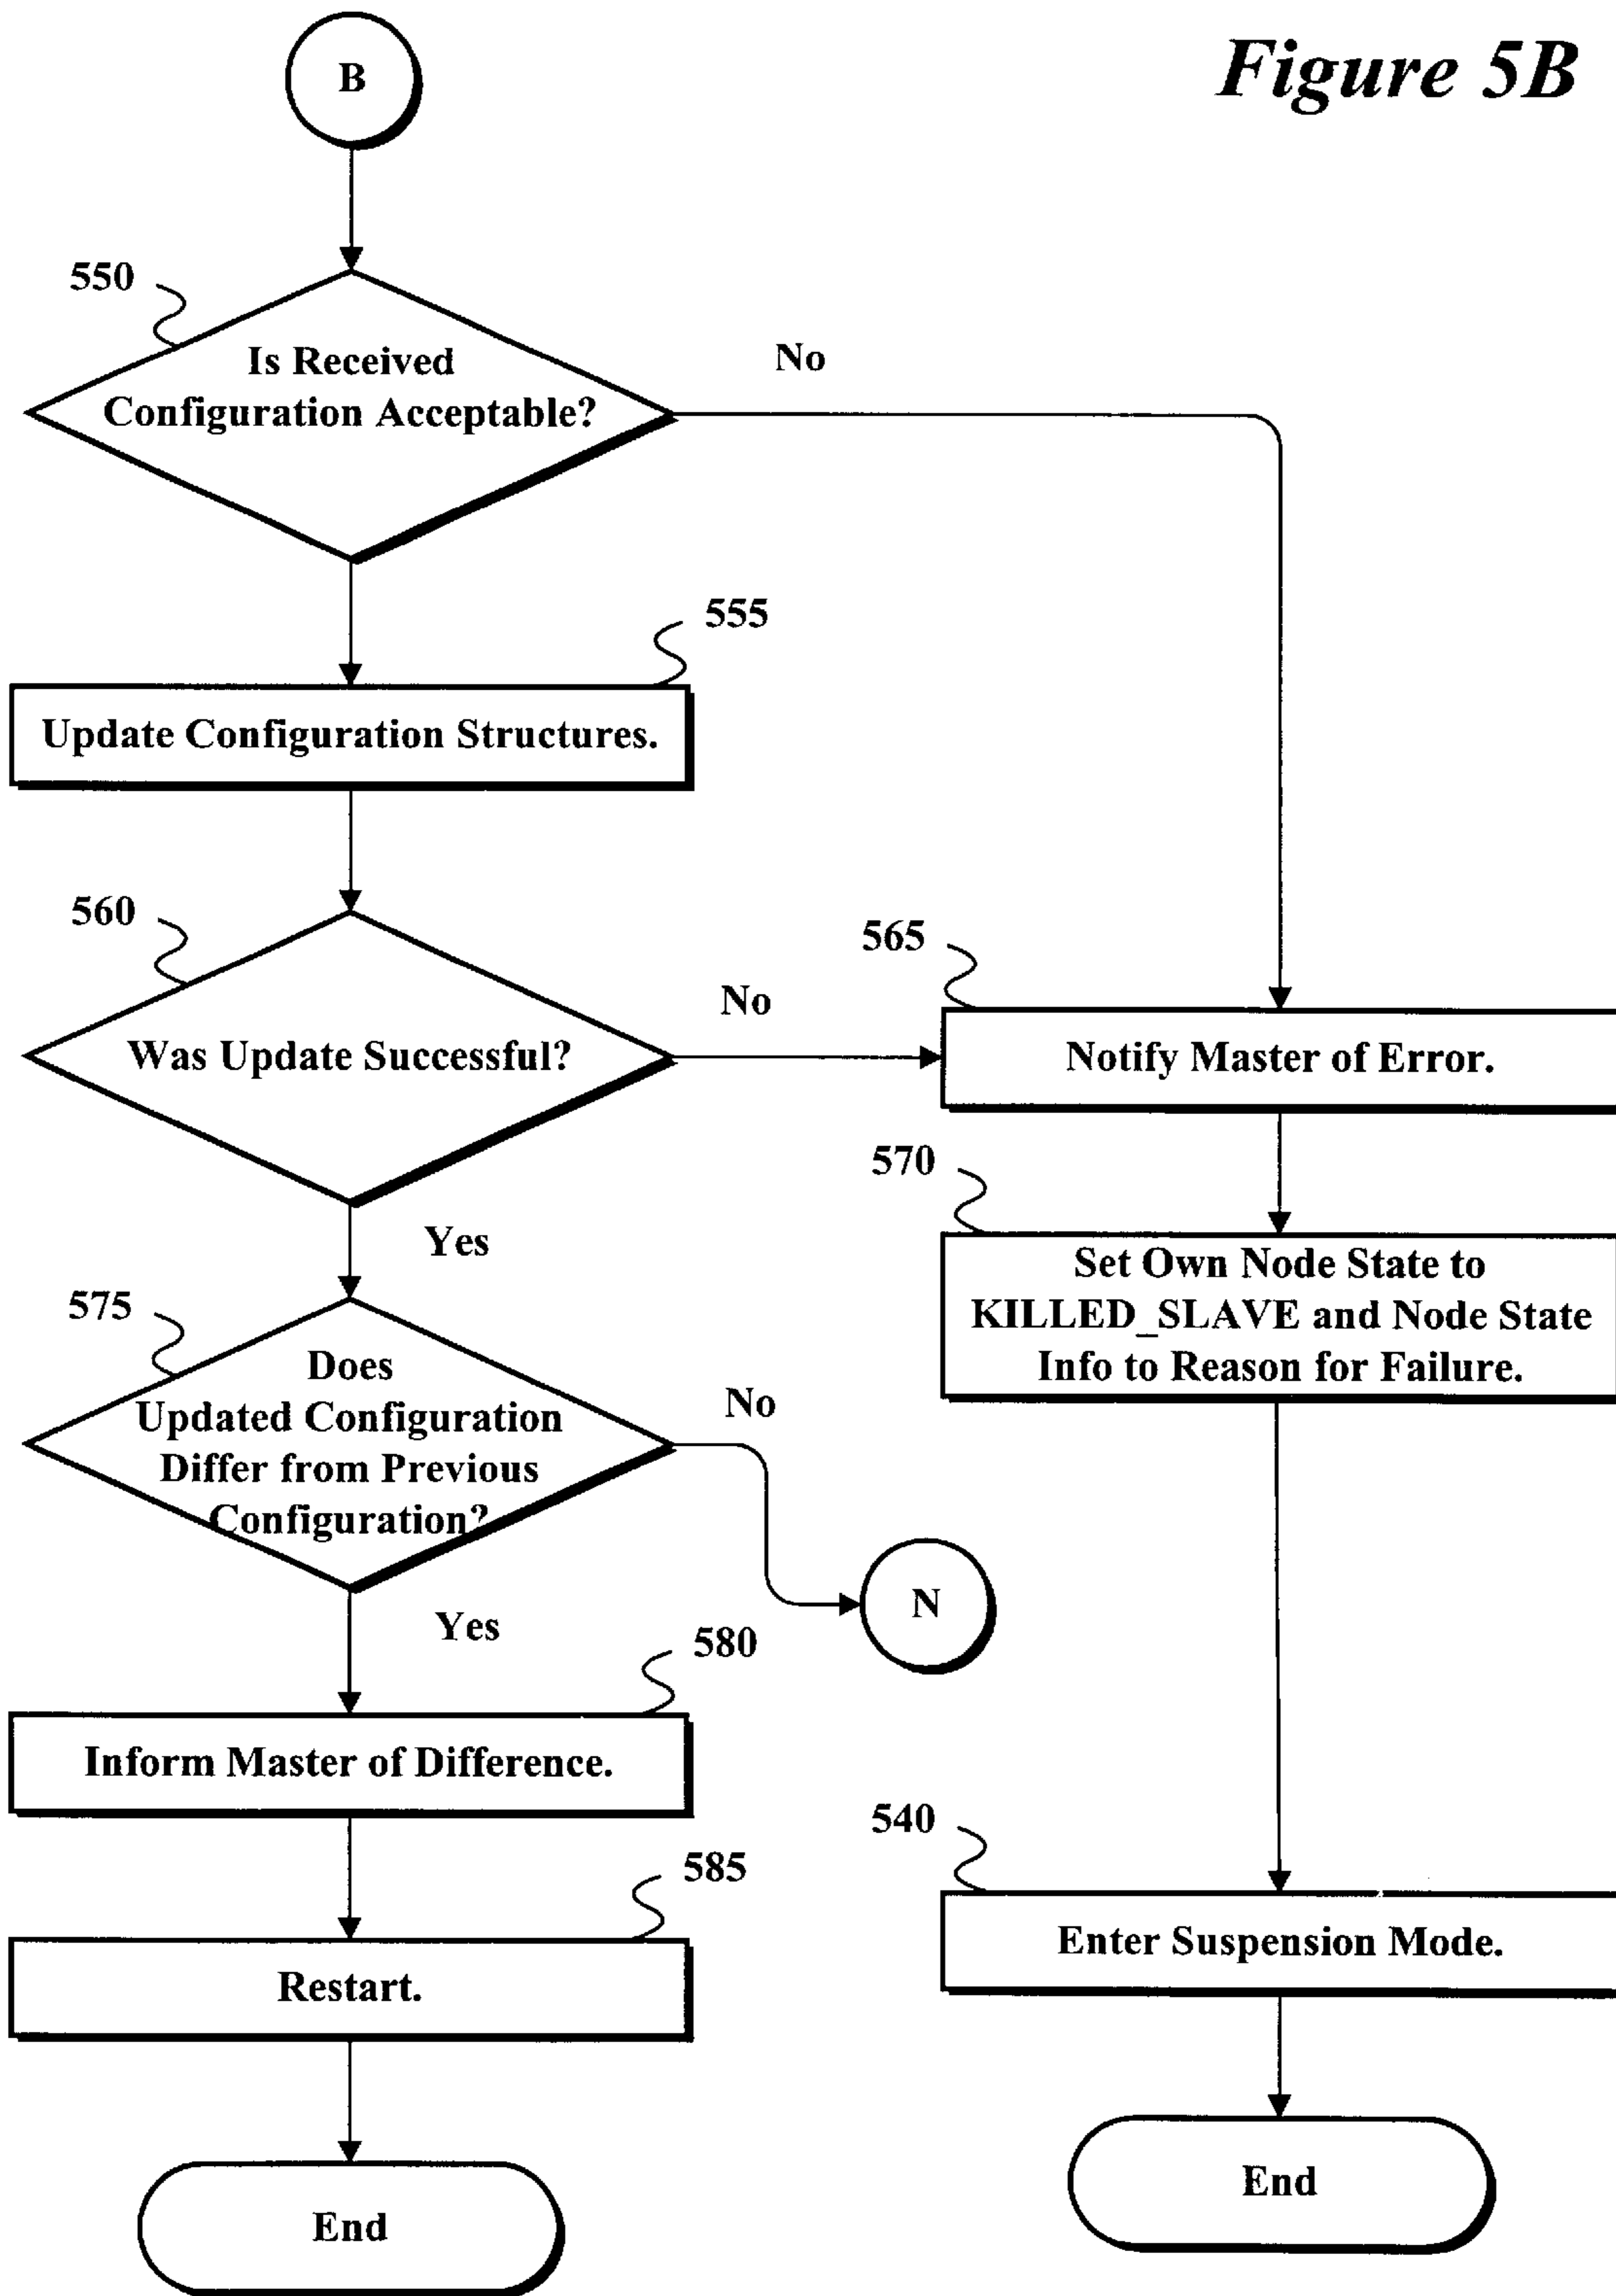 Figure 5B
B
550
Is Received
Configuration Acceptable?
No
555
Update Configuration Structures.
560
Was Update Successful?
No
565
Notify Master of Error.
Yes
570
Set Own Node State to
KILLED_SLAVE and Node State
Info to Reason for Failure.
575
Does
Updated Configuration
Differ from Previous
Configuration?
No
N
Yes
580
Inform Master of Difference.
585
Restart.
End
540
Enter Suspension Mode.
End